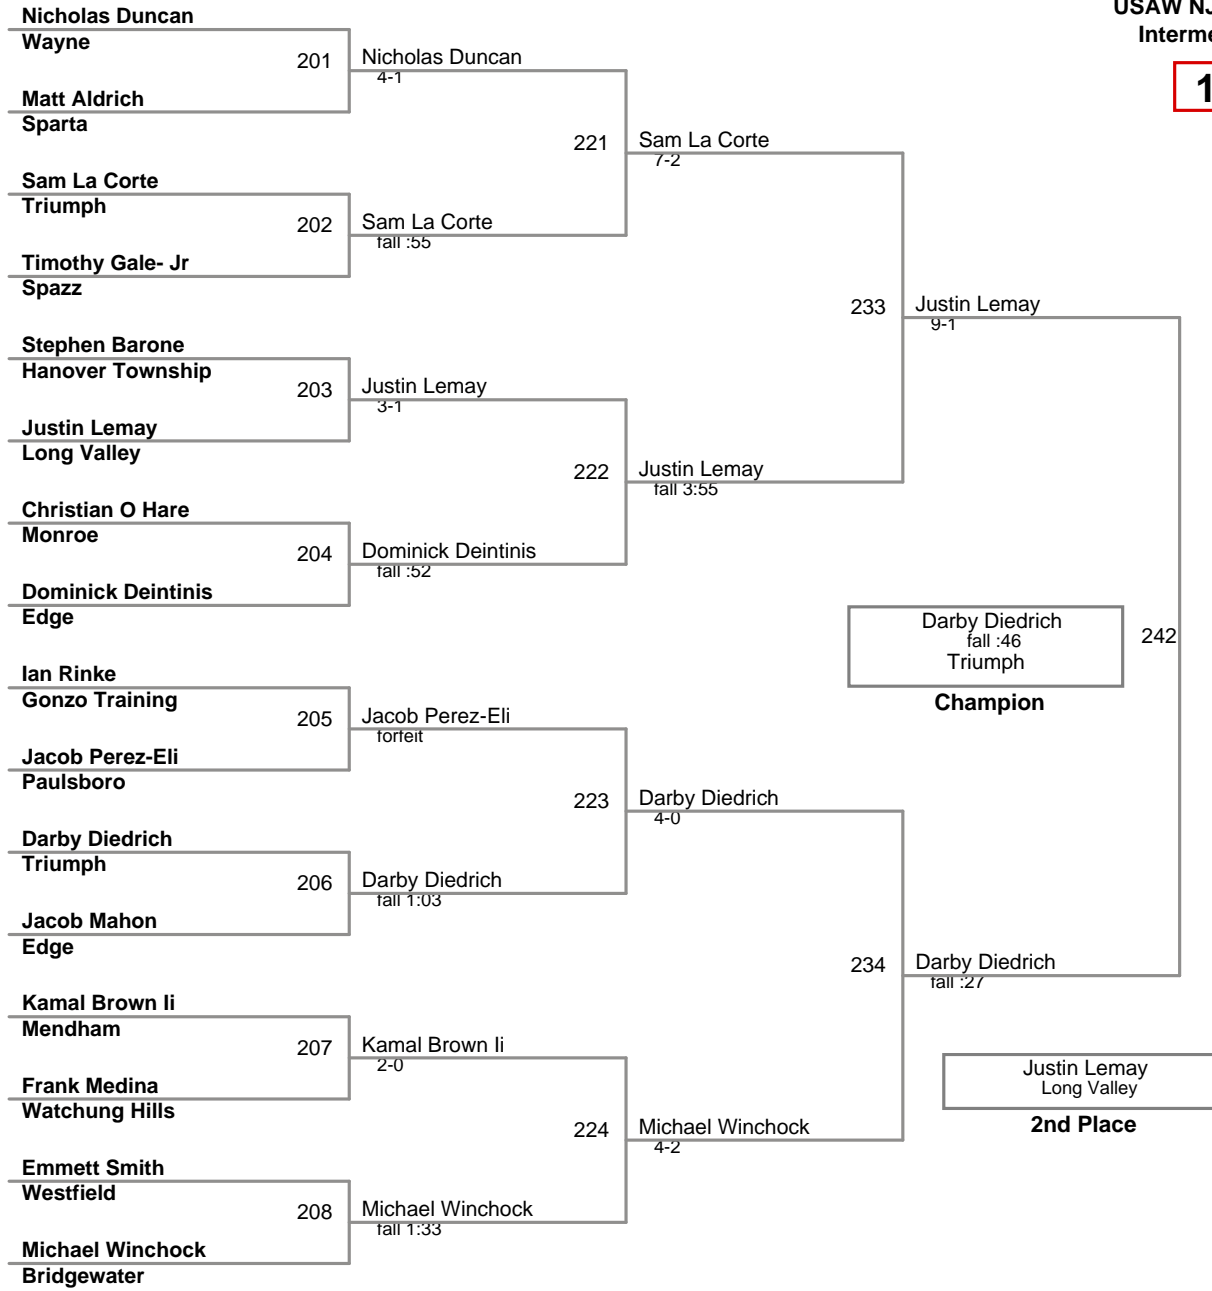 Nicholas Duncan
Wayne
201
Nicholas Duncan
4-1
Matt Aldrich
Sparta
221
Sam La Corte
7-2
Sam La Corte
Triumph
202
Sam La Corte
fall :55
Timothy Gale- Jr
Spazz
233
Justin Lemay
9-1
Stephen Barone
Hanover Township
203
Justin Lemay
3-1
Justin Lemay
Long Valley
222
Justin Lemay
fall 3:55
Christian O Hare
Monroe
204
Dominick Deintinis
fall :52
Dominick Deintinis
Edge
Darby Diedrich
fall :46
Triumph
Champion
242
Ian Rinke
Gonzo Training
205
Jacob Perez-Eli
forfeit
Jacob Perez-Eli
Paulsboro
223
Darby Diedrich
4-0
Darby Diedrich
Triumph
206
Darby Diedrich
fall 1:03
Jacob Mahon
Edge
234
Darby Diedrich
fall :27
Kamal Brown Ii
Mendham
207
Kamal Brown Ii
2-0
Frank Medina
Watchung Hills
224
Michael Winchock
4-2
Justin Lemay
Long Valley
2nd Place
Emmett Smith
Westfield
208
Michael Winchock
fall 1:33
Michael Winchock
Bridgewater
USAW NJ
Interme
1